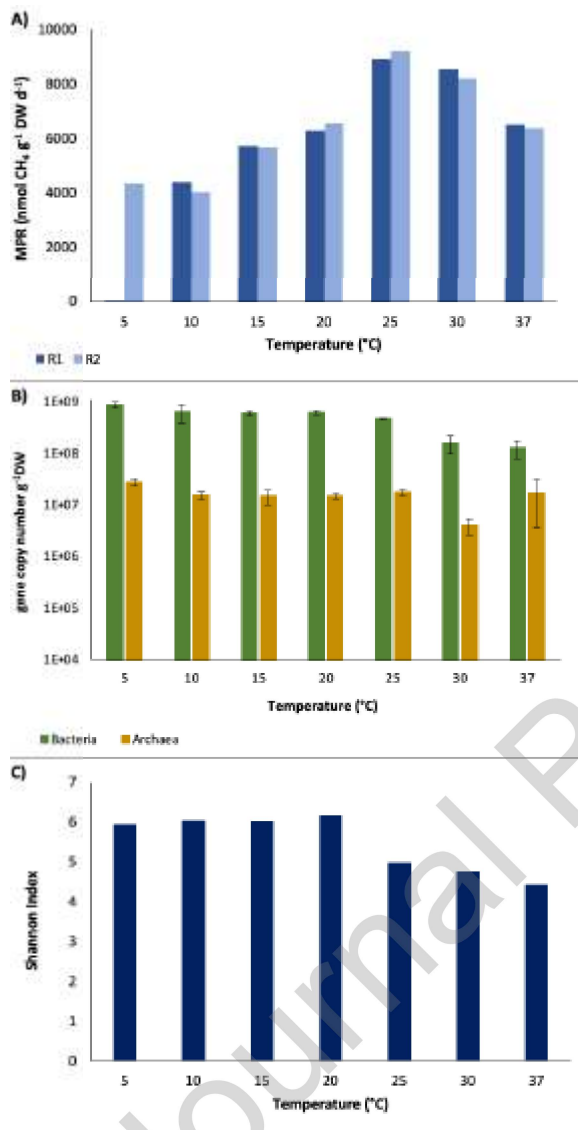 A)
MPR (nmol CH₄ g⁻¹ DW d⁻¹)
10000
8000
6000
4000
2000
0
5 10 15 20 25 30 37
Temperature (°C)
R1 R2
B)
gene copy number g⁻¹DW
1E+09
1E+08
1E+07
1E+06
1E+05
1E+04
5 10 15 20 25 30 37
Temperature (°C)
Bacteria Archaea
C)
Shannon Index
7
6
5
4
3
2
1
0
5 10 15 20 25 30 37
Temperature (°C)
Journal P